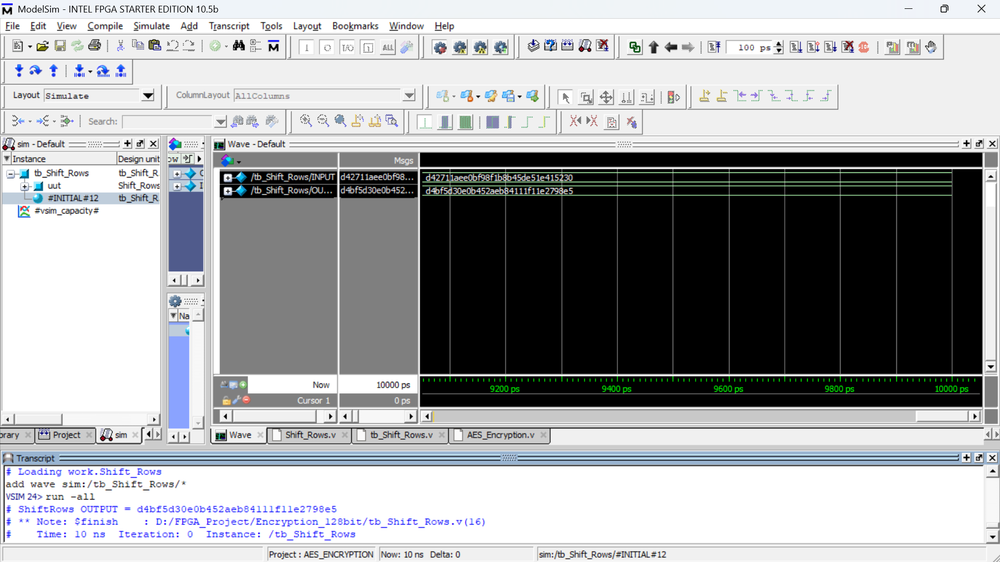 ModelSim - INTEL FPGA STARTER EDITION 10.5b
File Edit View Compile Simulate Add Transcript Tools Layout Bookmarks Window Help
100 ps
Layout Simulate ColumnLayout AllColumns
Search:
sim - Default
Instance Design unit
tb_Shift_Rows tb_Shift_R
uut Shift_Rows
#INITIAL#12 tb_Shift_R
#vsim_capacity#
Na
Wave - Default
Msgs
/tb_Shift_Rows/INPUT d42711aee0bf98... d42711aee0bf98f1b8b45de51e415230
/tb_Shift_Rows/OU... d4bf5d30e0b452... d4bf5d30e0b452aeb84111f11e2798e5
Now 10000 ps
Cursor 1 0 ps
9200 ps 9400 ps 9600 ps 9800 ps 10000 ps
brary Project sim
Wave Shift_Rows.v tb_Shift_Rows.v AES_Encryption.v
Transcript
# Loading work.Shift_Rows
add wave sim:/tb_Shift_Rows/*
VSIM 24> run -all
# ShiftRows OUTPUT = d4bf5d30e0b452aeb84111f11e2798e5
# ** Note: $finish : D:/FPGA_Project/Encryption_128bit/tb_Shift_Rows.v(16)
# Time: 10 ns Iteration: 0 Instance: /tb_Shift_Rows
Project : AES_ENCRYPTION Now: 10 ns Delta: 0 sim:/tb_Shift_Rows/#INITIAL#12